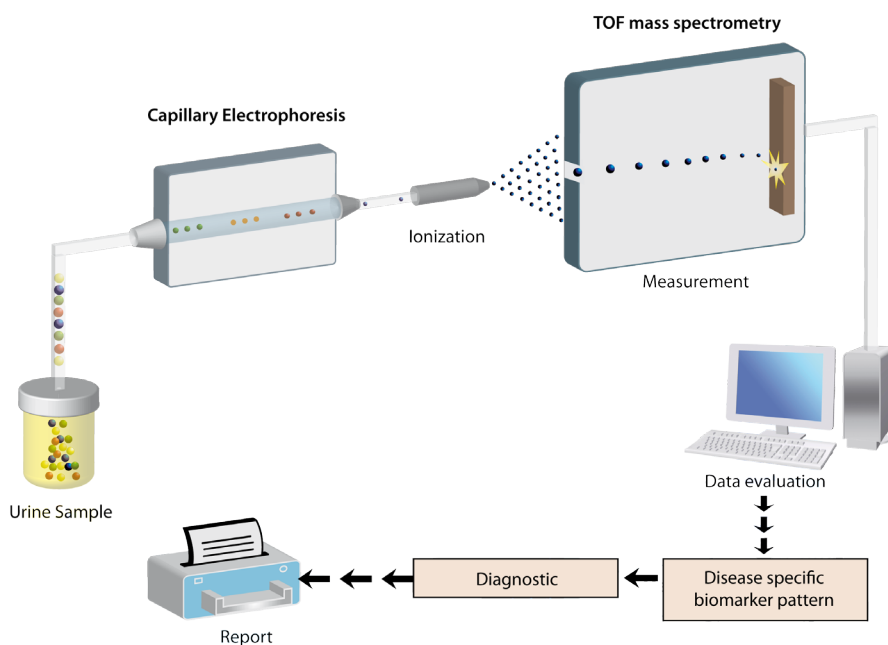 TOF mass spectrometry
Capillary Electrophoresis
Ionization
Measurement
Urine Sample
Data evaluation
Disease specific
biomarker pattern
Diagnostic
Report